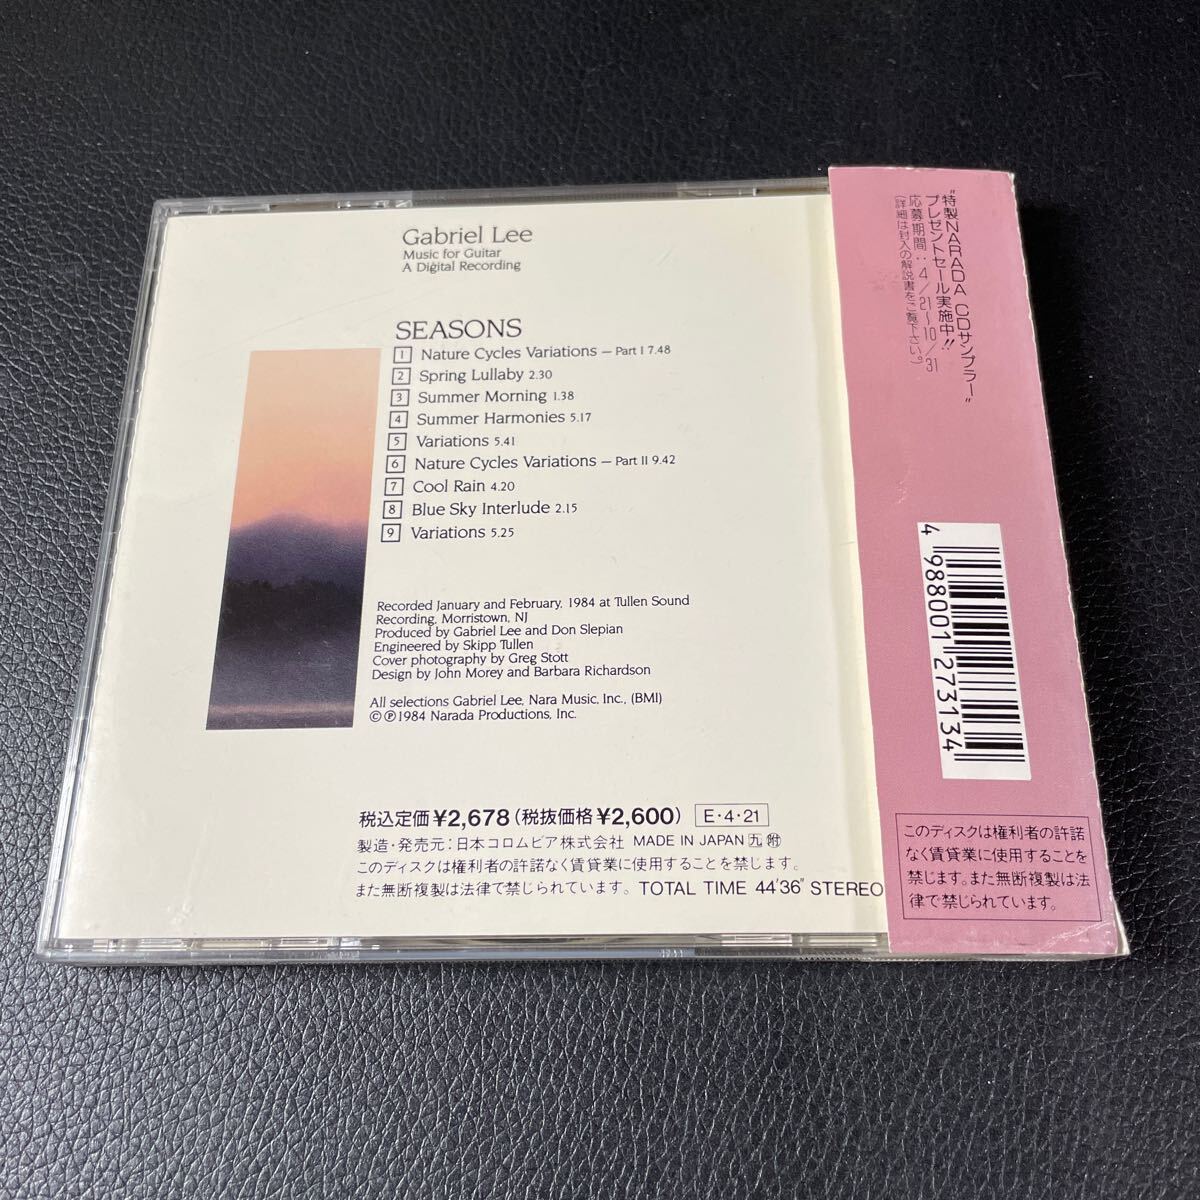 Gabriel Lee
Music for Guitar
A Digital Recording
SEASONS
1 Nature Cycles Variations – Part I 7.48
2 Spring Lullaby 2.30
3 Summer Morning 1.38
4 Summer Harmonies 5.17
5 Variations 5.41
6 Nature Cycles Variations – Part II 9.42
7 Cool Rain 4.20
8 Blue Sky Interlude 2.15
9 Variations 5.25
Recorded January and February, 1984 at Tullen Sound
Recording, Morristown, NJ
Produced by Gabriel Lee and Don Slepian
Engineered by Skipp Tullen
Cover photography by Greg Stott
Design by John Morey and Barbara Richardson
All selections Gabriel Lee, Nara Music, Inc., (BMI)
©℗1984 Narada Productions, Inc.
税込定価¥2,678(税抜価格¥2,600) E·4·21
製造・発売元:日本コロムビア株式会社 MADE IN JAPAN 九 附
このディスクは権利者の許諾なく賃貸業に使用することを禁じます。
また無断複製は法律で禁じられています。 TOTAL TIME 44'36" STEREO
"特製NARADA CDサンプラー"
プレゼントセール実施中!!
応募期間:4/21~10/31
(詳細は封入の解説書をご覧下さい。)
4 988001 273134
このディスクは権利者の許諾
なく賃貸業に使用することを
禁じます。また無断複製は法
律で禁じられています。